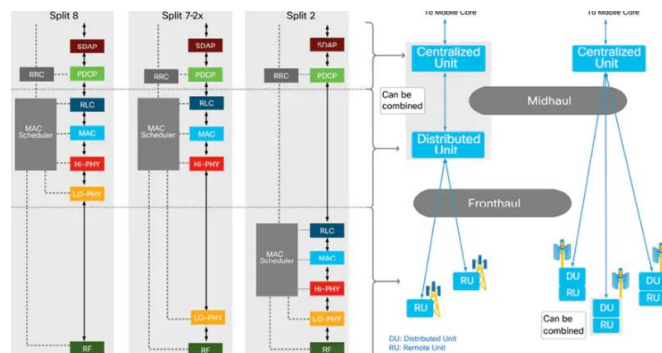 Split 8
Split 7-2x
Split 2
SDAP
RRC
PDCP
RLC
MAC
Scheduler
MAC
Hi-PHY
LO-PHY
RF
SDAP
RRC
PDCP
RLC
MAC
Scheduler
MAC
Hi-PHY
LO-PHY
RF
SDAP
RRC
PDCP
RLC
MAC
Scheduler
MAC
Hi-PHY
LO-PHY
RF
To Mobile Core
Centralized
Unit
Can be
combined
Distributed
Unit
To Mobile Core
Centralized
Unit
Midhaul
Fronthaul
RU
RU
DU
RU
DU
RU
DU
RU
Can be
combined
DU: Distributed Unit
RU: Remote Unit